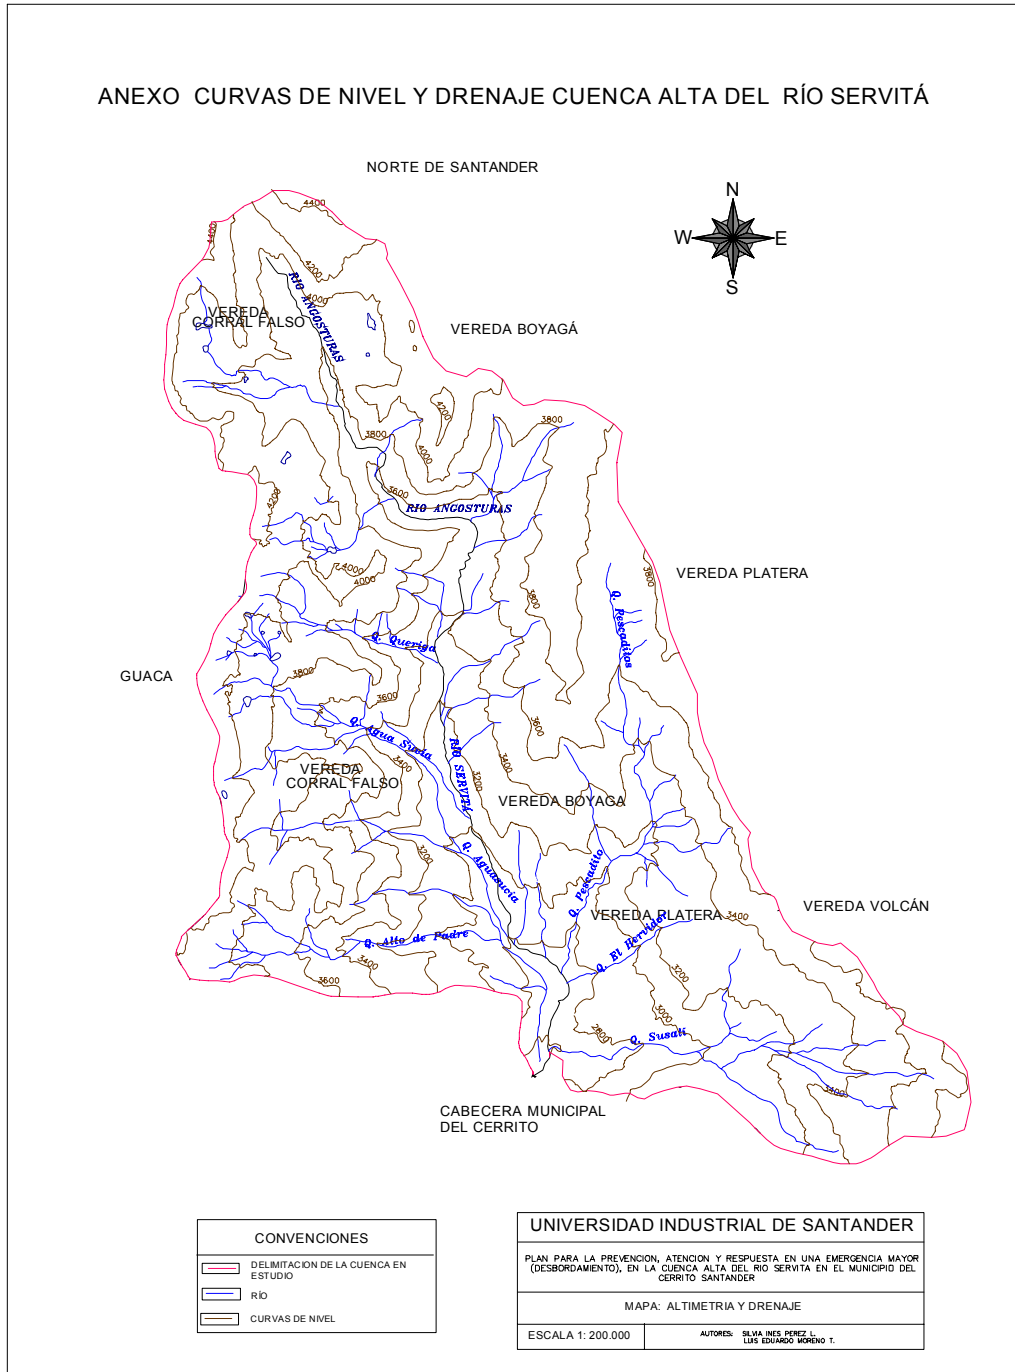 ANEXO CURVAS DE NIVEL Y DRENAJE CUENCA ALTA DEL RÍO SERVITÁ
NORTE DE SANTANDER
N
W
E
S
4400
4400
4200
4000
RIO ANGOSTURAS
VEREDA
CORRAL FALSO
VEREDA BOYAGÁ
4200
3800
3800
4000
4200
3600
RIO ANGOSTURAS
4000
4000
3800
3800
VEREDA PLATERA
Q. Pescaditos
Q. Queriga
GUACA
3800
3600
3600
Q. Agua Sucia
3400
RIO SERVITÁ
3200
3400
VEREDA
CORRAL FALSO
VEREDA BOYAGA
3200
Q. Aguasucia
Q. Pescadito
VEREDA PLATERA
3400
VEREDA VOLCÁN
Q. Alto de Padre
3400
3600
Q. El Hervidor
3200
3000
2800
Q. Susali
3400
CABECERA MUNICIPAL
DEL CERRITO
CONVENCIONES
DELIMITACION DE LA CUENCA EN
ESTUDIO
RÍO
CURVAS DE NIVEL
UNIVERSIDAD INDUSTRIAL DE SANTANDER
PLAN PARA LA PREVENCION, ATENCION Y RESPUESTA EN UNA EMERGENCIA MAYOR
(DESBORDAMIENTO), EN LA CUENCA ALTA DEL RIO SERVITA EN EL MUNICIPIO DEL
CERRITO SANTANDER
MAPA: ALTIMETRIA Y DRENAJE
ESCALA 1: 200.000
AUTORES: SILVIA INES PEREZ L.
LUIS EDUARDO MORENO T.